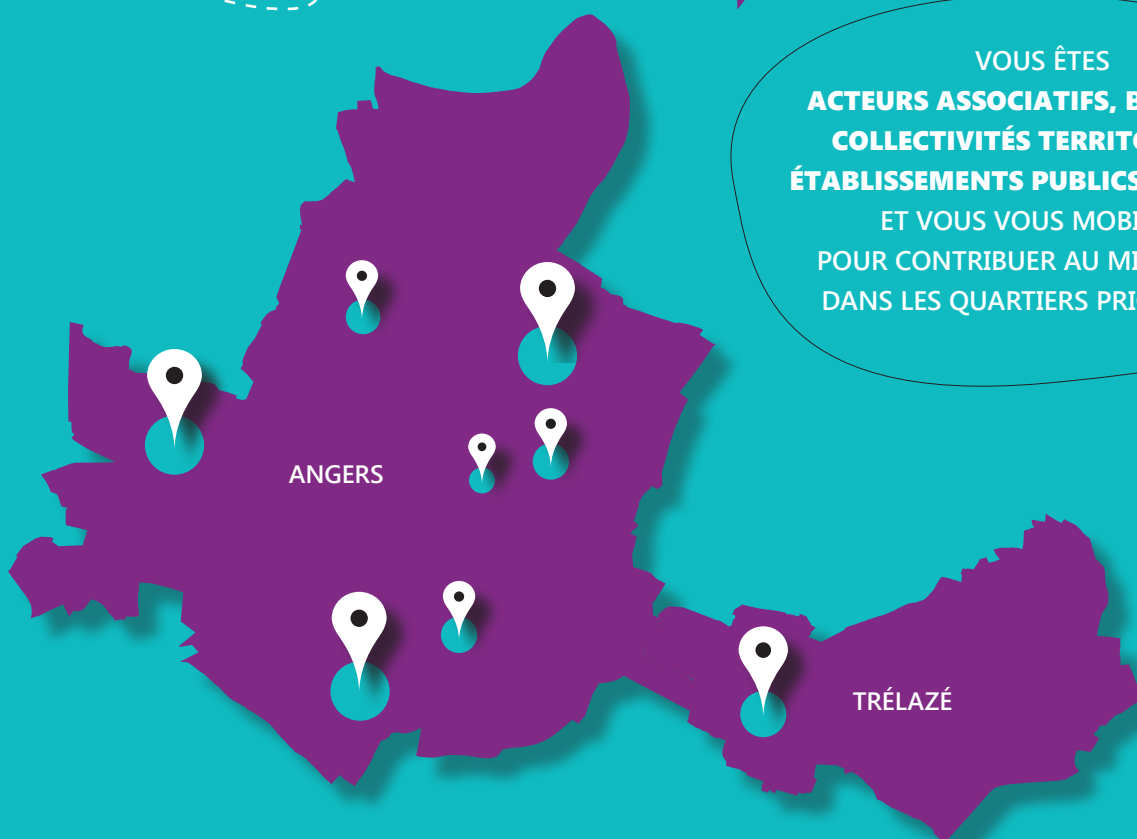 VOUS ÊTES
ACTEURS ASSOCIATIFS,
COLLECTIVITÉS
ÉTABLISSEMENTS PUBLICS
ET VOUS VOUS
POUR CONTRIBUER AU
DANS LES QUARTIERS
ANGERS
TRÉLAZÉ